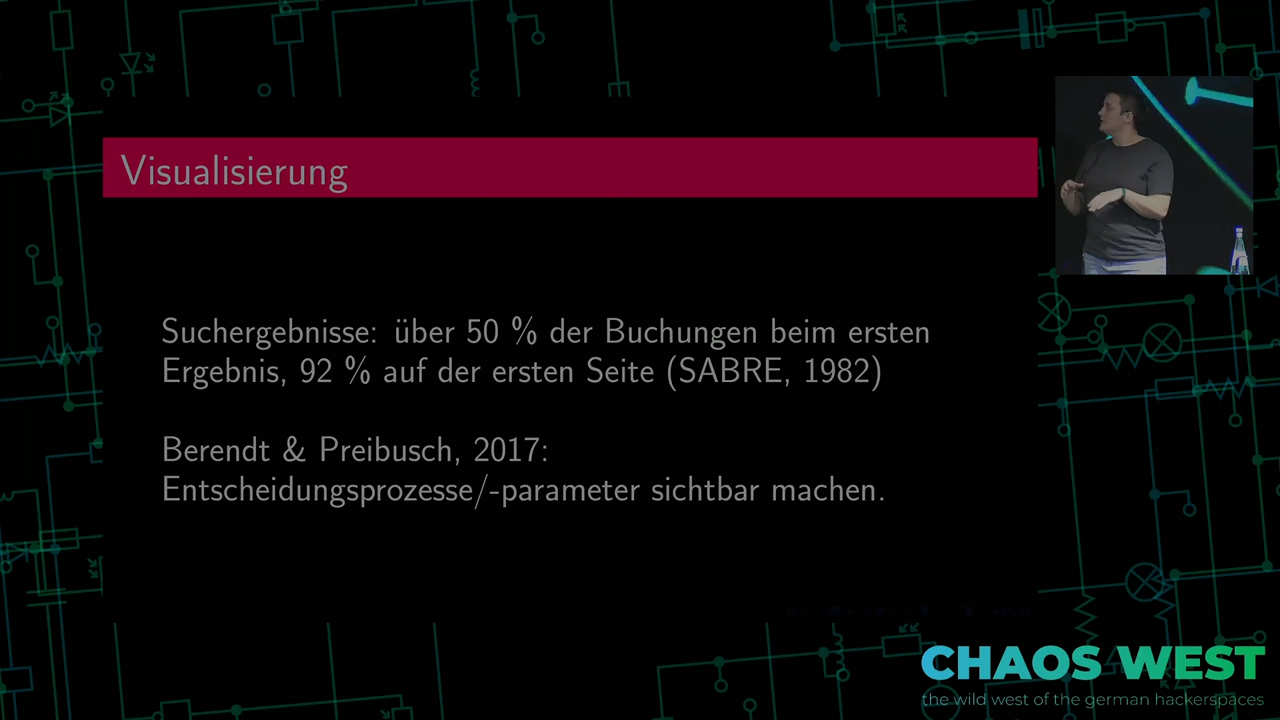 Visualisierung
Suchergebnisse: über 50 % der Buchungen beim ersten
Ergebnis, 92 % auf der ersten Seite (SABRE, 1982)
Berendt & Preibusch, 2017:
Entscheidungsprozesse/-parameter sichtbar machen.
CHAOS WEST
the wild west of the german hackerspaces